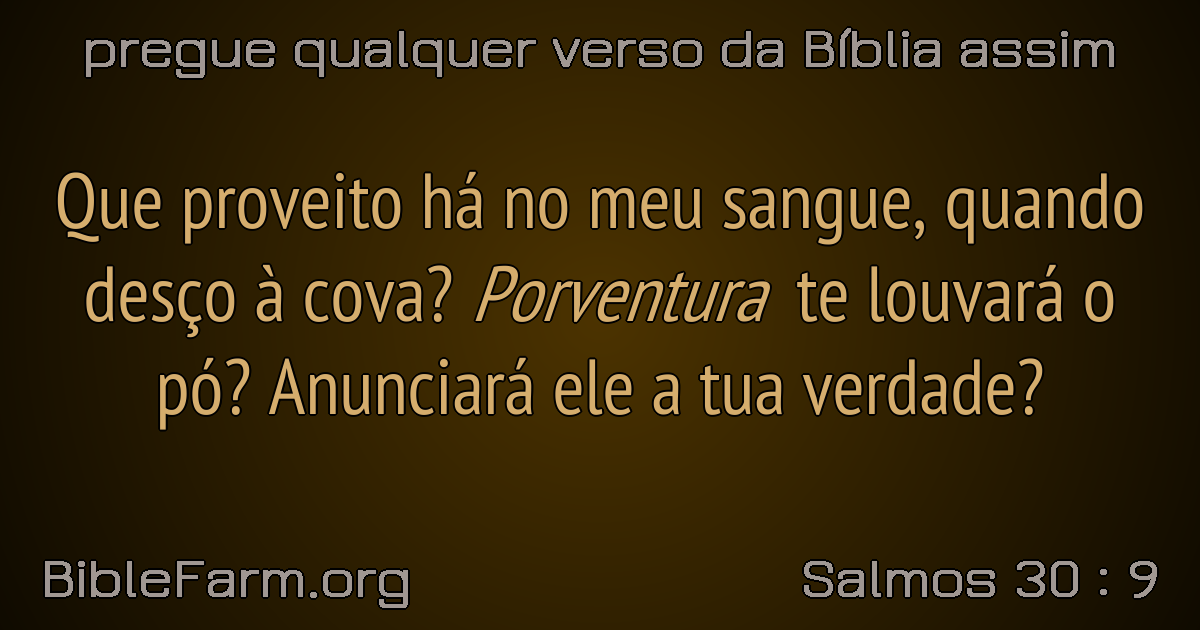 pregue qualquer verso da Bíblia assim
Que proveito há no meu sangue, quando
desço à cova? Porventura te louvará o
pó? Anunciará ele a tua verdade?
BibleFarm.org
Salmos 30 : 9